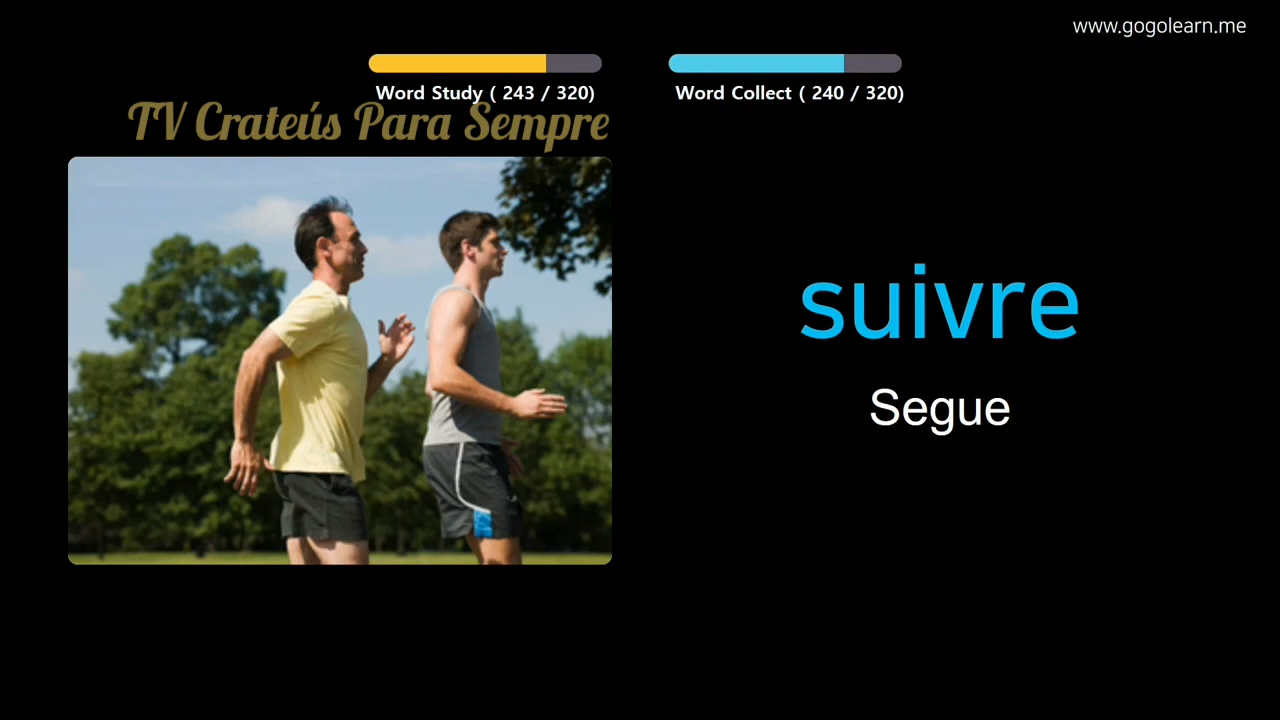 www.gogolearn.me
Word Study ( 243 / 320)
Word Collect ( 240 / 320)
TV Crateús Para Sempre
suivre
Segue